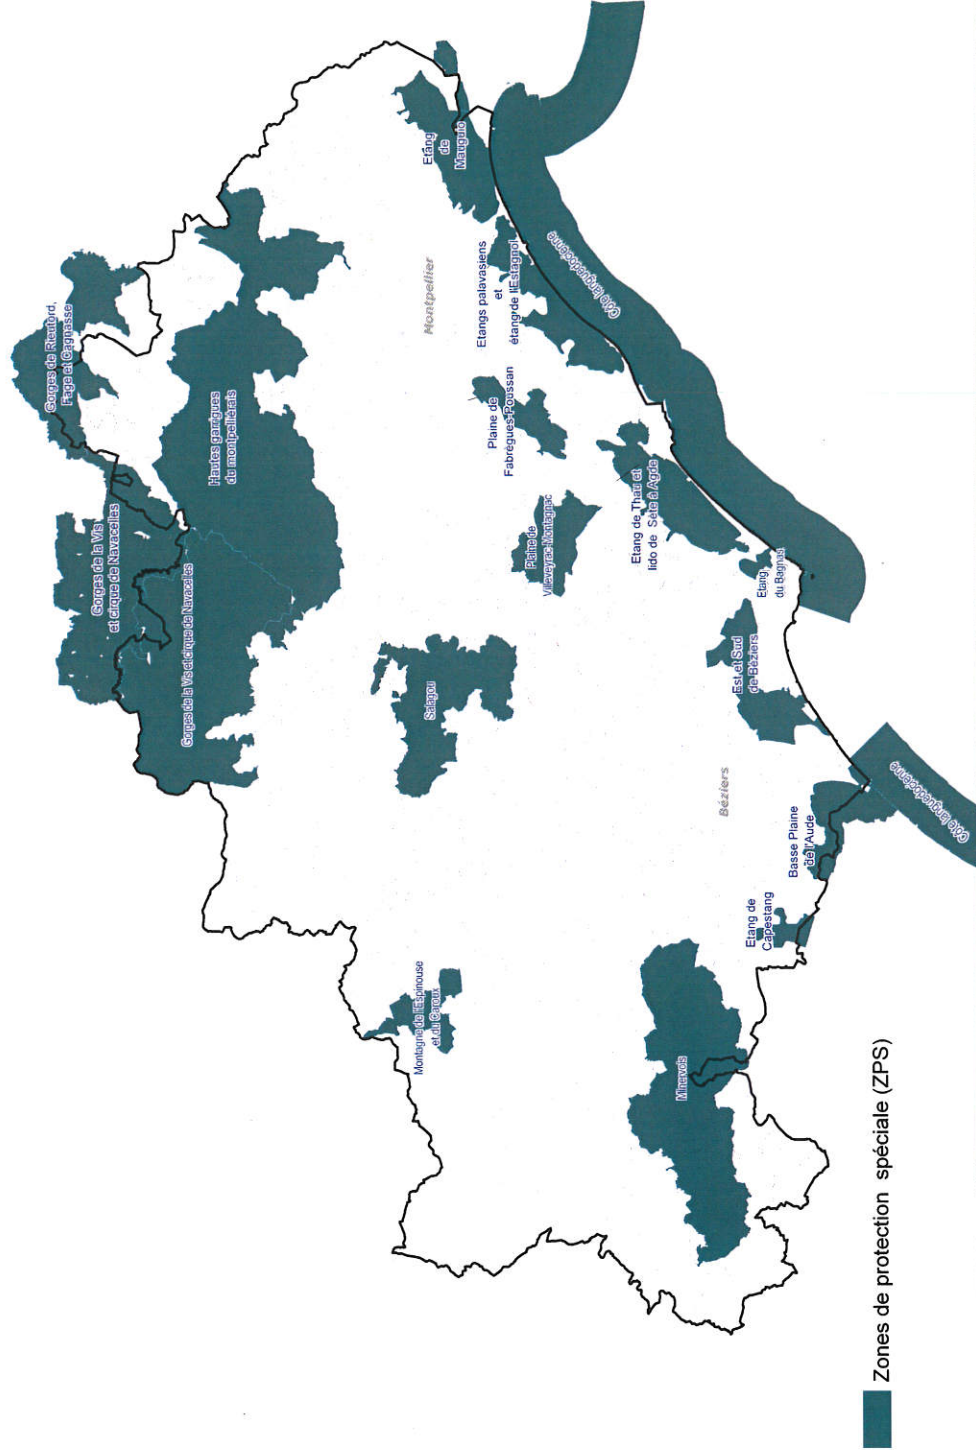 Gorges de Rieutord,
Fage et Cagnasse
Gorges de la Vis
et cirque de Navacelles
Hautes garrigues
du montpelliérais
Gorges de la Vis et cirque de Navacelles
Etang
de
Mauguio
Montpellier
Etangs palavasiens
et
étang de l'Estagnol
Côte languedocienne
Plaine de
Fabrègues-Poussan
Plaine de
Villeveyrac-Montagnac
Salagou
Etang de Thau et
lido de Sète à Agde
Etang
du Bagnas
Est et Sud
de Béziers
Béziers
Montagne de l'Espinouse
et du Caroux
Basse Plaine
de l'Aude
Côte languedocienne
Etang de
Capestang
Minervois
Zones de protection spéciale (ZPS)